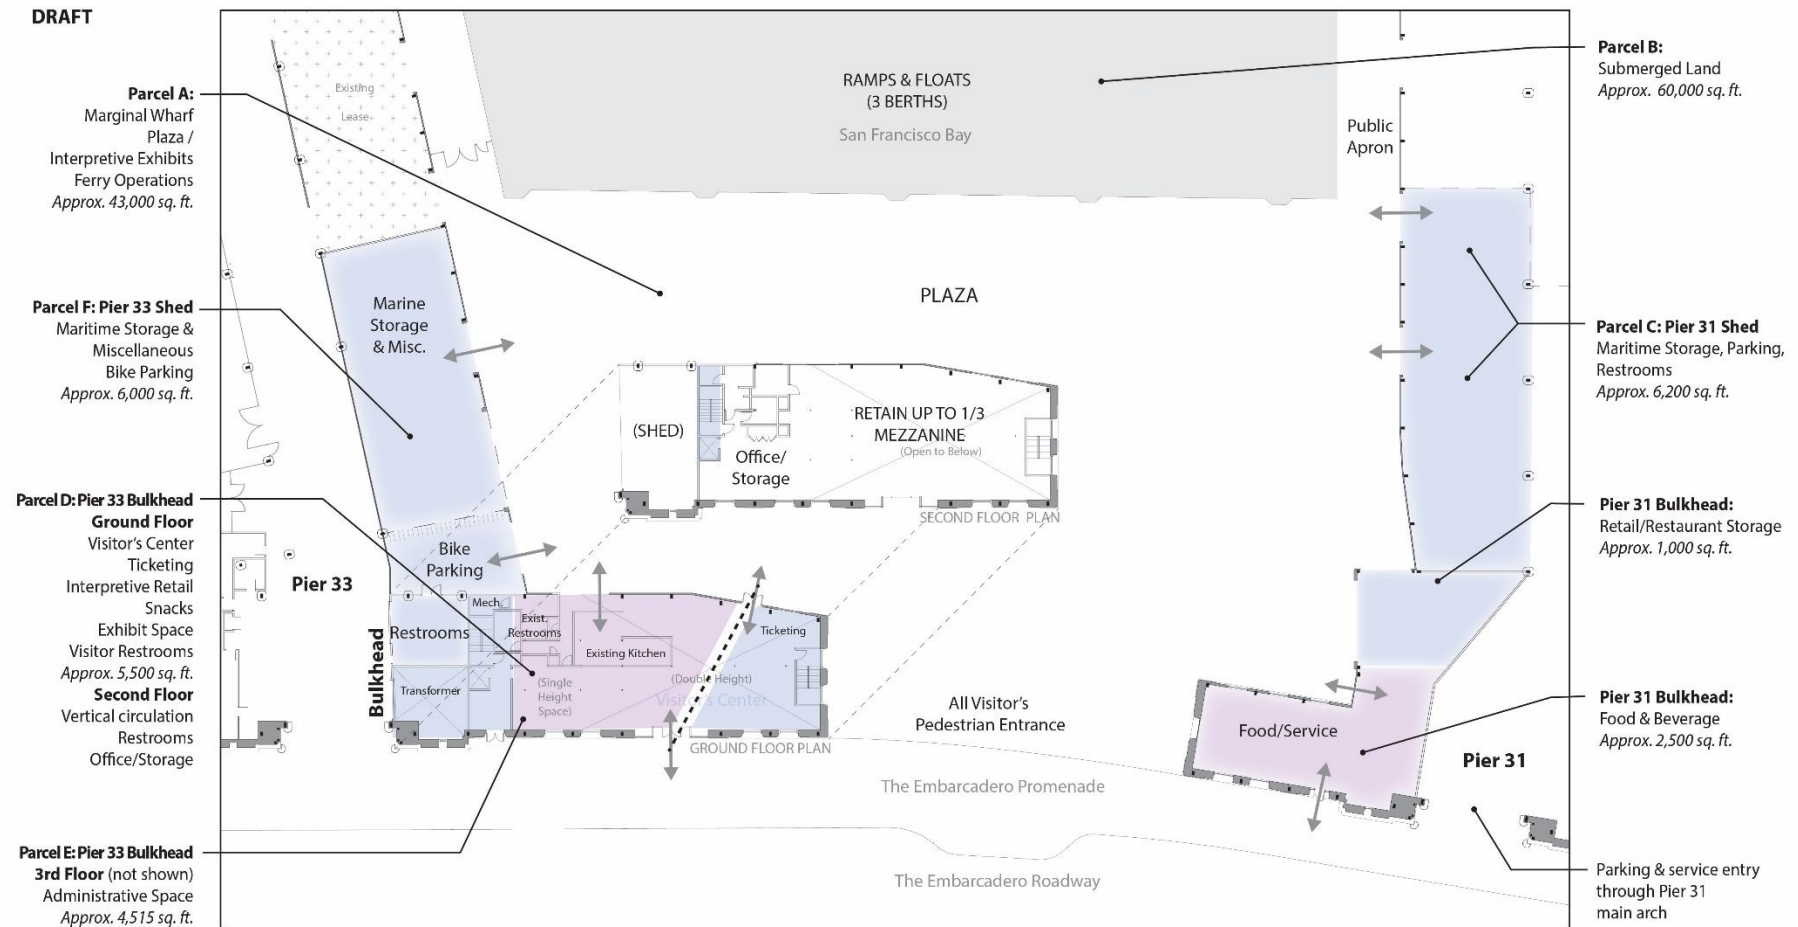 DRAFT
Parcel A:
Marginal Wharf
Plaza /
Interpretive Exhibits
Ferry Operations
Approx. 43,000 sq. ft.
Parcel F: Pier 33 Shed
Maritime Storage &
Miscellaneous
Bike Parking
Approx. 6,000 sq. ft.
Parcel D: Pier 33 Bulkhead
Ground Floor
Visitor's Center
Ticketing
Interpretive Retail
Snacks
Exhibit Space
Visitor Restrooms
Approx. 5,500 sq. ft.
Second Floor
Vertical circulation
Restrooms
Office/Storage
Parcel E: Pier 33 Bulkhead
3rd Floor (not shown)
Administrative Space
Approx. 4,515 sq. ft.
Existing
Lease
RAMPS & FLOATS
(3 BERTHS)
San Francisco Bay
Public
Apron
Marine
Storage
& Misc.
PLAZA
(SHED)
Office/
Storage
RETAIN UP TO 1/3
MEZZANINE
(Open to Below)
SECOND FLOOR PLAN
Bike
Parking
Pier 33
Bulkhead
Restrooms
Mech.
Exist.
Restrooms
Existing Kitchen
Ticketing
Transformer
(Single
Height
Space)
(Double Height)
Visitor's Center
GROUND FLOOR PLAN
All Visitor's
Pedestrian Entrance
The Embarcadero Promenade
The Embarcadero Roadway
Food/Service
Pier 31
Parcel B:
Submerged Land
Approx. 60,000 sq. ft.
Parcel C: Pier 31 Shed
Maritime Storage, Parking,
Restrooms
Approx. 6,200 sq. ft.
Pier 31 Bulkhead:
Retail/Restaurant Storage
Approx. 1,000 sq. ft.
Pier 31 Bulkhead:
Food & Beverage
Approx. 2,500 sq. ft.
Parking & service entry
through Pier 31
main arch